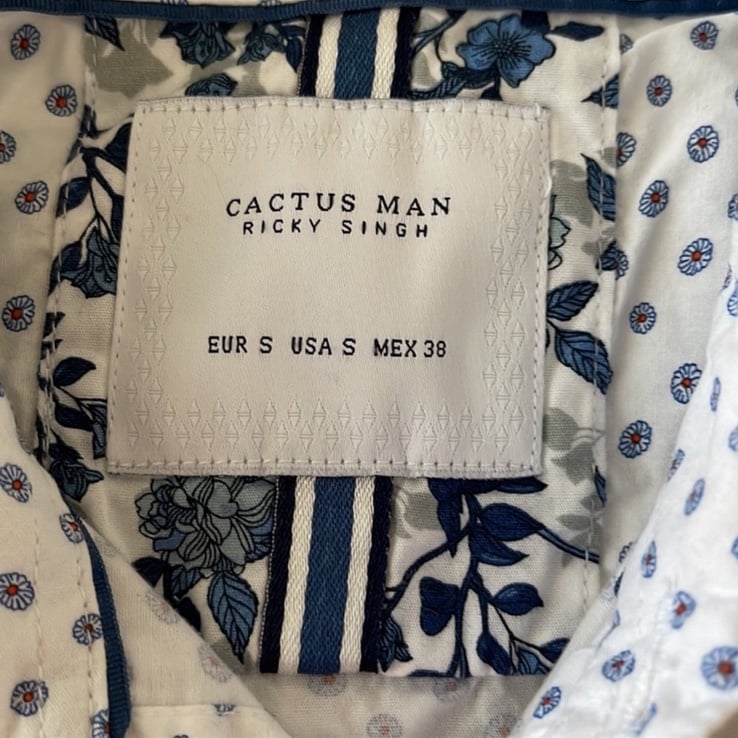 CACTUS MAN
RICKY SINGH
EUR S USA S MEX 38